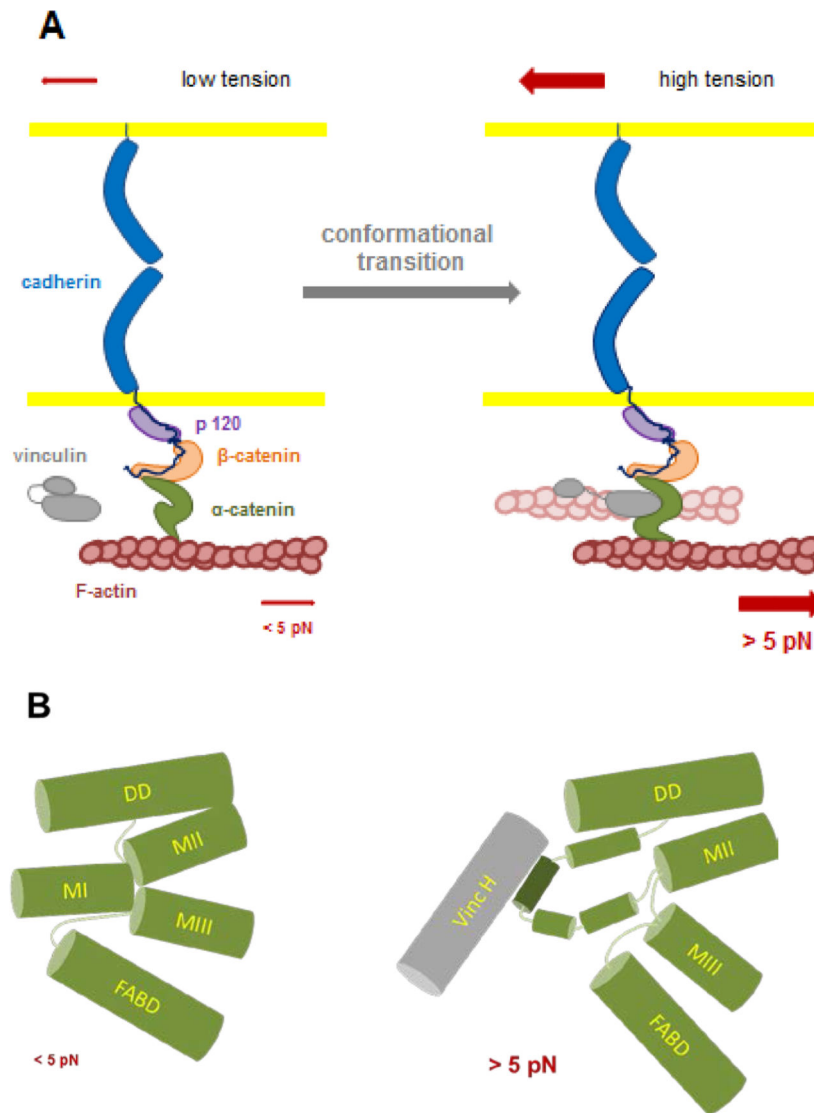 A
low tension
high tension
conformational
transition
cadherin
p 120
vinculin
β-catenin
α-catenin
F-actin
< 5 pN
> 5 pN
B
DD
MII
MI
MIII
FABD
< 5 pN
DD
MII
Vinc H
MIII
FABD
> 5 pN